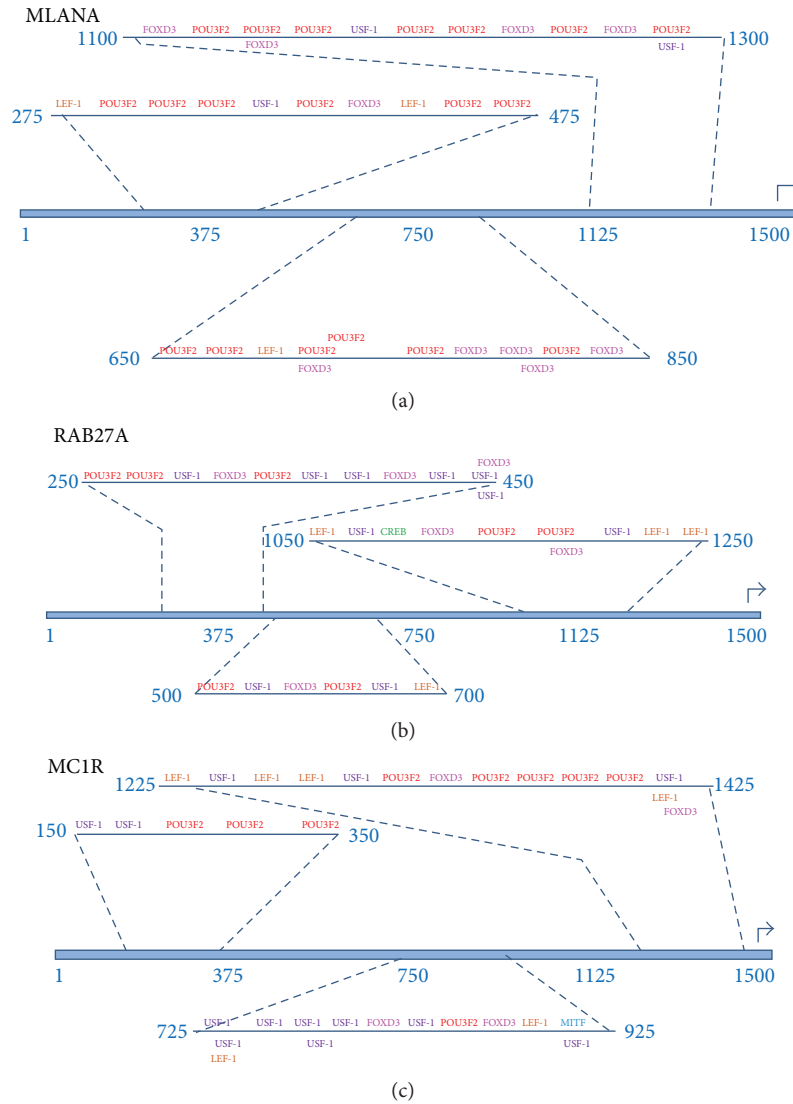 MLANA
FOXD3 POU3F2 POU3F2 POU3F2 USF-1 POU3F2 POU3F2 FOXD3 POU3F2 FOXD3 POU3F2
1100 1300
FOXD3 USF-1
LEF-1 POU3F2 POU3F2 POU3F2 USF-1 POU3F2 FOXD3 LEF-1 POU3F2 POU3F2
275 475
1 375 750 1125 1500
POU3F2
POU3F2 POU3F2 LEF-1 POU3F2 POU3F2 FOXD3 FOXD3 POU3F2 FOXD3
650 850
FOXD3 FOXD3
(a)
RAB27A
FOXD3
POU3F2 POU3F2 USF-1 FOXD3 POU3F2 USF-1 USF-1 FOXD3 USF-1 USF-1
250 450
USF-1
LEF-1 USF-1 CREB FOXD3 POU3F2 POU3F2 USF-1 LEF-1 LEF-1
1050 1250
FOXD3
1 375 750 1125 1500
POU3F2 USF-1 FOXD3 POU3F2 USF-1 LEF-1
500 700
(b)
MC1R
LEF-1 USF-1 LEF-1 LEF-1 USF-1 POU3F2 FOXD3 POU3F2 POU3F2 POU3F2 POU3F2 USF-1
1225 1425
LEF-1
FOXD3
USF-1 USF-1 POU3F2 POU3F2 POU3F2
150 350
1 375 750 1125 1500
USF-1 USF-1 USF-1 USF-1 FOXD3 USF-1 POU3F2 FOXD3 LEF-1 MITF
725 925
USF-1 USF-1 USF-1
LEF-1
(c)